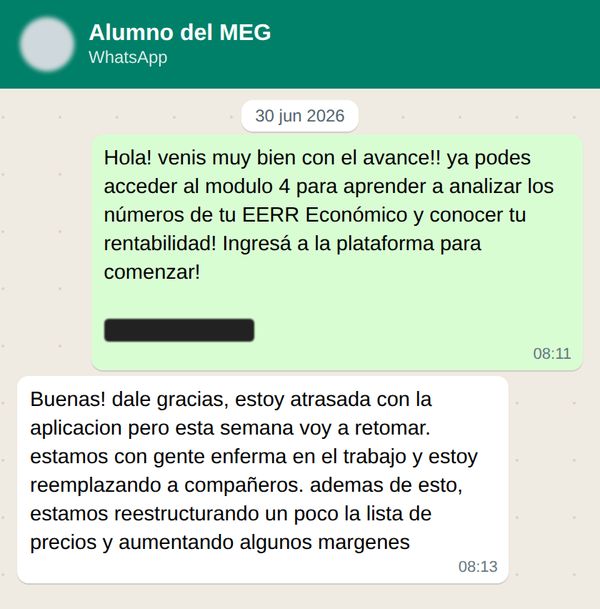 Alumno del MEG
WhatsApp
30 jun 2026
Hola! venis muy bien con el avance!! ya podes
acceder al modulo 4 para aprender a analizar los
números de tu EERR Económico y conocer tu
rentabilidad! Ingresá a la plataforma para
comenzar!
08:11
Buenas! dale gracias, estoy atrasada con la
aplicacion pero esta semana voy a retomar.
estamos con gente enferma en el trabajo y estoy
reemplazando a compañeros. ademas de esto,
estamos reestructurando un poco la lista de
precios y aumentando algunos margenes
08:13